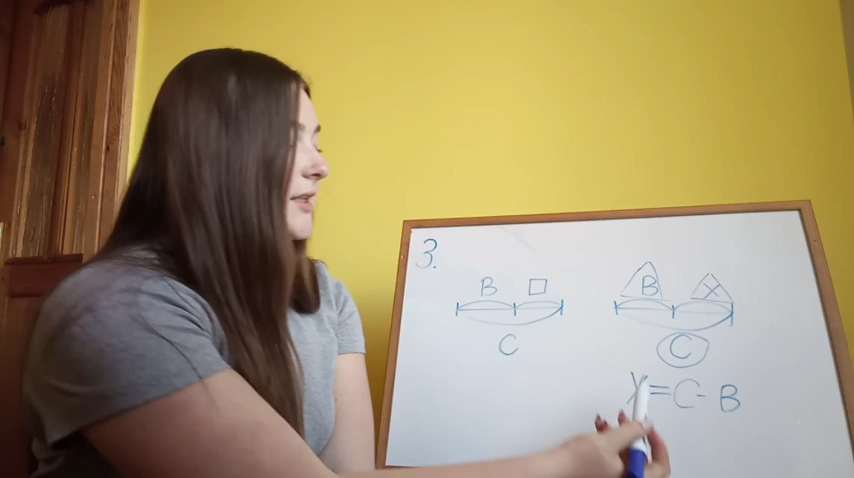 3.
B □ B X
C C
X = C - B